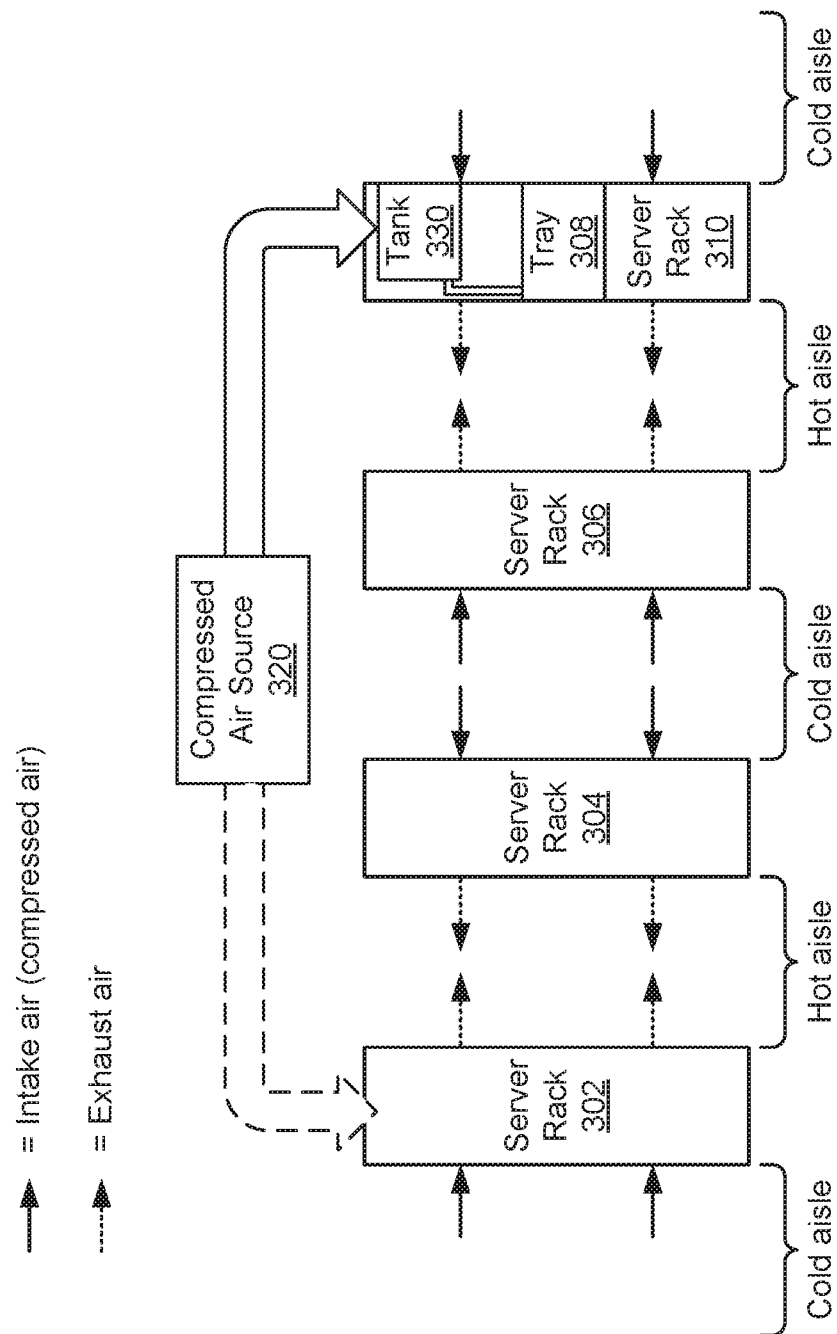 = Intake air (compressed air)
= Exhaust air
Compressed
Air Source
320
Server
Rack
302
Server
Rack
304
Server
Rack
306
Tank
330
Tray
308
Server
Rack
310
Cold aisle
Hot aisle
Cold aisle
Hot aisle
Cold aisle